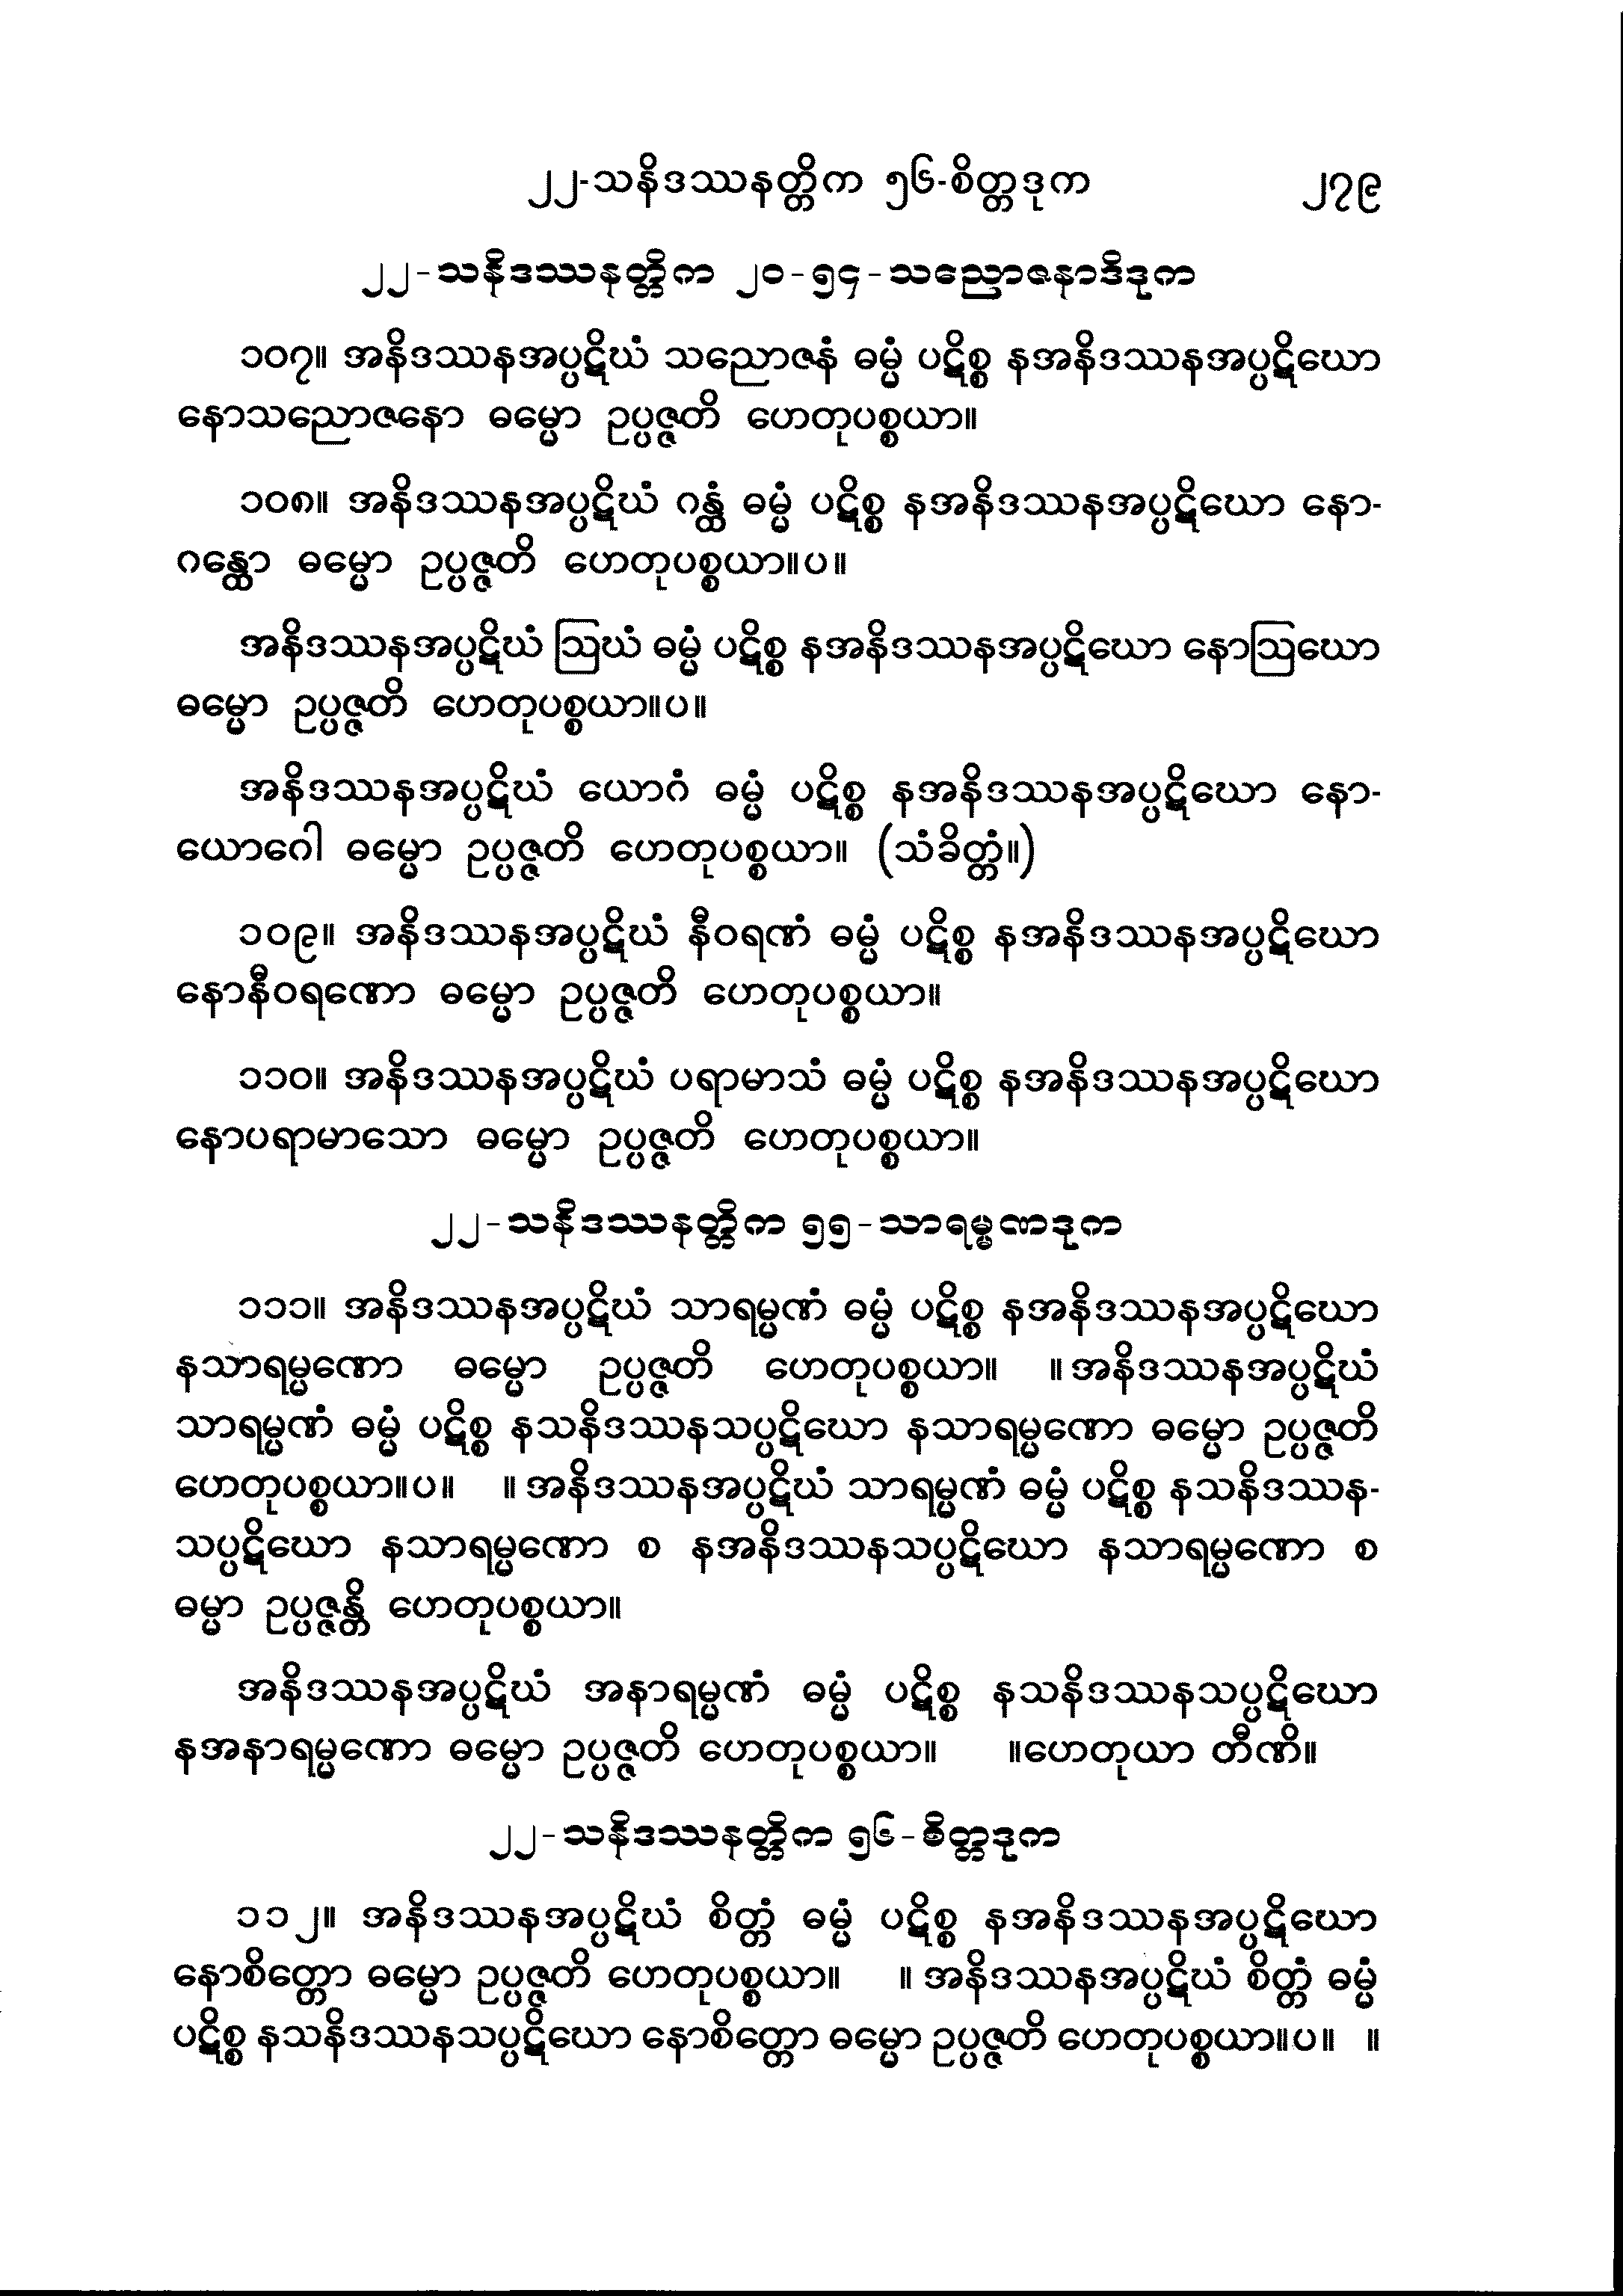 ၂၂-သနိဒဿနတ္တိက ၅၆-စိတ္တဒုက ၂၇၉
၂၂-သနိဒဿနတ္တိက ၂၀-၅၄-သညောဇနာဒိဒုက
၁၀၇။ အနိဒဿနအပ္ပဋိဃံ သညောဇနံ ဓမ္မံ ပဋိစ္စ နအနိဒဿနအပ္ပဋိဃော
နောသညောဇနော ဓမ္မော ဥပ္ပဇ္ဇတိ ဟေတုပစ္စယာ။
၁၀၈။ အနိဒဿနအပ္ပဋိဃံ ဂန္ထံ ဓမ္မံ ပဋိစ္စ နအနိဒဿနအပ္ပဋိဃော နော-
ဂန္ထော ဓမ္မော ဥပ္ပဇ္ဇတိ ဟေတုပစ္စယာ။ပ။
အနိဒဿနအပ္ပဋိဃံ ဩဃံ ဓမ္မံ ပဋိစ္စ နအနိဒဿနအပ္ပဋိဃော နောဩဃော
ဓမ္မော ဥပ္ပဇ္ဇတိ ဟေတုပစ္စယာ။ပ။
အနိဒဿနအပ္ပဋိဃံ ယောဂံ ဓမ္မံ ပဋိစ္စ နအနိဒဿနအပ္ပဋိဃော နော-
ယောဂေါ ဓမ္မော ဥပ္ပဇ္ဇတိ ဟေတုပစ္စယာ။ (သံခိတ္တံ။)
၁၀၉။ အနိဒဿနအပ္ပဋိဃံ နီဝရဏံ ဓမ္မံ ပဋိစ္စ နအနိဒဿနအပ္ပဋိဃော
နောနီဝရဏော ဓမ္မော ဥပ္ပဇ္ဇတိ ဟေတုပစ္စယာ။
၁၁၀။ အနိဒဿနအပ္ပဋိဃံ ပရာမာသံ ဓမ္မံ ပဋိစ္စ နအနိဒဿနအပ္ပဋိဃော
နောပရာမာသော ဓမ္မော ဥပ္ပဇ္ဇတိ ဟေတုပစ္စယာ။
၂၂-သနိဒဿနတ္တိက ၅၅-သာရမ္မဏဒုက
၁၁၁။ အနိဒဿနအပ္ပဋိဃံ သာရမ္မဏံ ဓမ္မံ ပဋိစ္စ နအနိဒဿနအပ္ပဋိဃော
နသာရမ္မဏော ဓမ္မော ဥပ္ပဇ္ဇတိ ဟေတုပစ္စယာ။ ။အနိဒဿနအပ္ပဋိဃံ
သာရမ္မဏံ ဓမ္မံ ပဋိစ္စ နသနိဒဿနသပ္ပဋိဃော နသာရမ္မဏော ဓမ္မော ဥပ္ပဇ္ဇတိ
ဟေတုပစ္စယာ။ပ။ ။အနိဒဿနအပ္ပဋိဃံ သာရမ္မဏံ ဓမ္မံ ပဋိစ္စ နသနိဒဿန-
သပ္ပဋိဃော နသာရမ္မဏော စ နအနိဒဿနသပ္ပဋိဃော နသာရမ္မဏော စ
ဓမ္မာ ဥပ္ပဇ္ဇန္တိ ဟေတုပစ္စယာ။
အနိဒဿနအပ္ပဋိဃံ အနာရမ္မဏံ ဓမ္မံ ပဋိစ္စ နသနိဒဿနသပ္ပဋိဃော
နအနာရမ္မဏော ဓမ္မော ဥပ္ပဇ္ဇတိ ဟေတုပစ္စယာ။ ။ဟေတုယာ တီဏိ။
၂၂-သနိဒဿနတ္တိက ၅၆-စိတ္တဒုက
၁၁၂။ အနိဒဿနအပ္ပဋိဃံ စိတ္တံ ဓမ္မံ ပဋိစ္စ နအနိဒဿနအပ္ပဋိဃော
နောစိတ္တော ဓမ္မော ဥပ္ပဇ္ဇတိ ဟေတုပစ္စယာ။ ။အနိဒဿနအပ္ပဋိဃံ စိတ္တံ ဓမ္မံ
ပဋိစ္စ နသနိဒဿနသပ္ပဋိဃော နောစိတ္တော ဓမ္မော ဥပ္ပဇ္ဇတိ ဟေတုပစ္စယာ။ပ။ ။